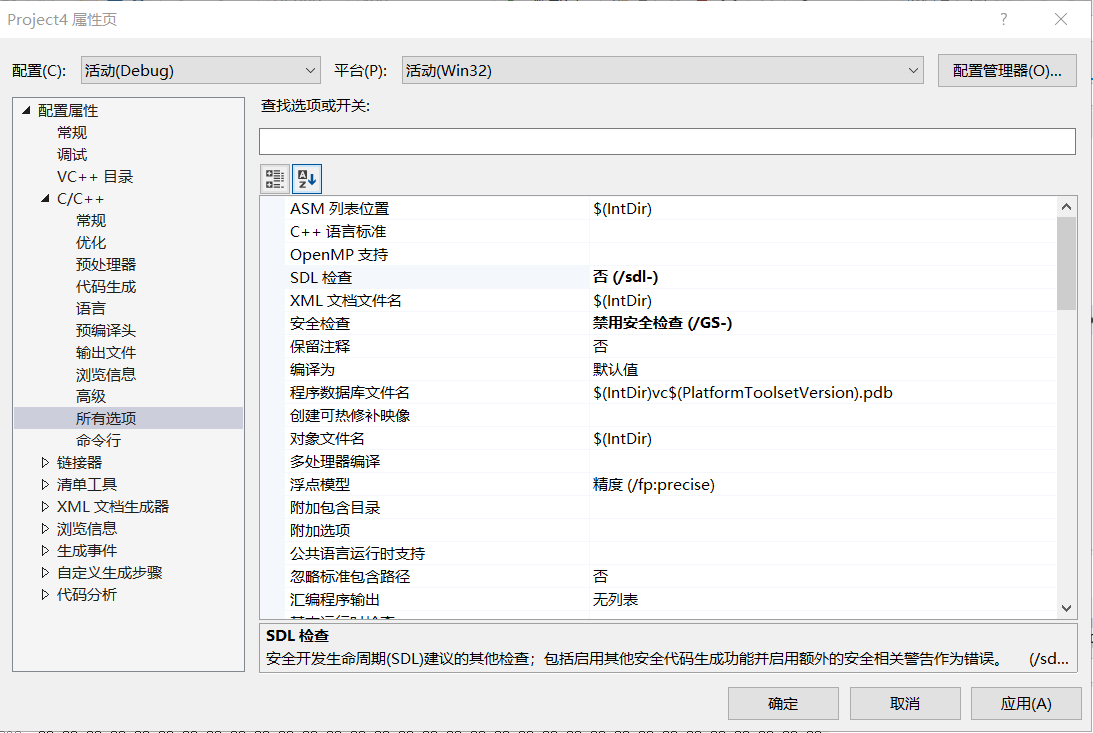 Project4 属性页
配置(C): 活动(Debug) 平台(P): 活动(Win32) 配置管理器(O)...
配置属性
常规
调试
VC++ 目录
C/C++
常规
优化
预处理器
代码生成
语言
预编译头
输出文件
浏览信息
高级
所有选项
命令行
链接器
清单工具
XML 文档生成器
浏览信息
生成事件
自定义生成步骤
代码分析
查找选项或开关:
ASM 列表位置 $(IntDir)
C++ 语言标准
OpenMP 支持
SDL 检查 否 (/sdl-)
XML 文档文件名 $(IntDir)
安全检查 禁用安全检查 (/GS-)
保留注释 否
编译为 默认值
程序数据库文件名 $(IntDir)vc$(PlatformToolsetVersion).pdb
创建可热修补映像
对象文件名 $(IntDir)
多处理器编译
浮点模型 精度 (/fp:precise)
附加包含目录
附加选项
公共语言运行时支持
忽略标准包含路径 否
汇编程序输出 无列表
SDL 检查
安全开发生命周期(SDL)建议的其他检查；包括启用其他安全代码生成功能并启用额外的安全相关警告作为错误。 (/sd...
确定 取消 应用(A)